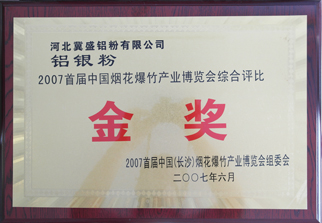 河北冀盛铝粉有限公司
铝银粉
2007首届中国烟花爆竹产业博览会综合评比
金奖
2007首届中国(长沙)烟花爆竹产业博览会组委会
二〇〇七年六月